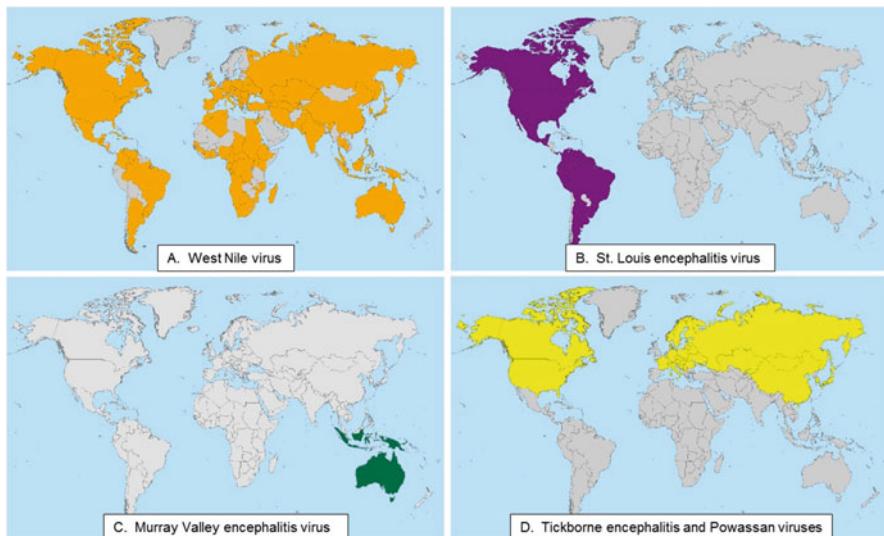 A. West Nile virus
B. St. Louis encephalitis virus
C. Murray Valley encephalitis virus
D. Tickborne encephalitis and Powassan viruses